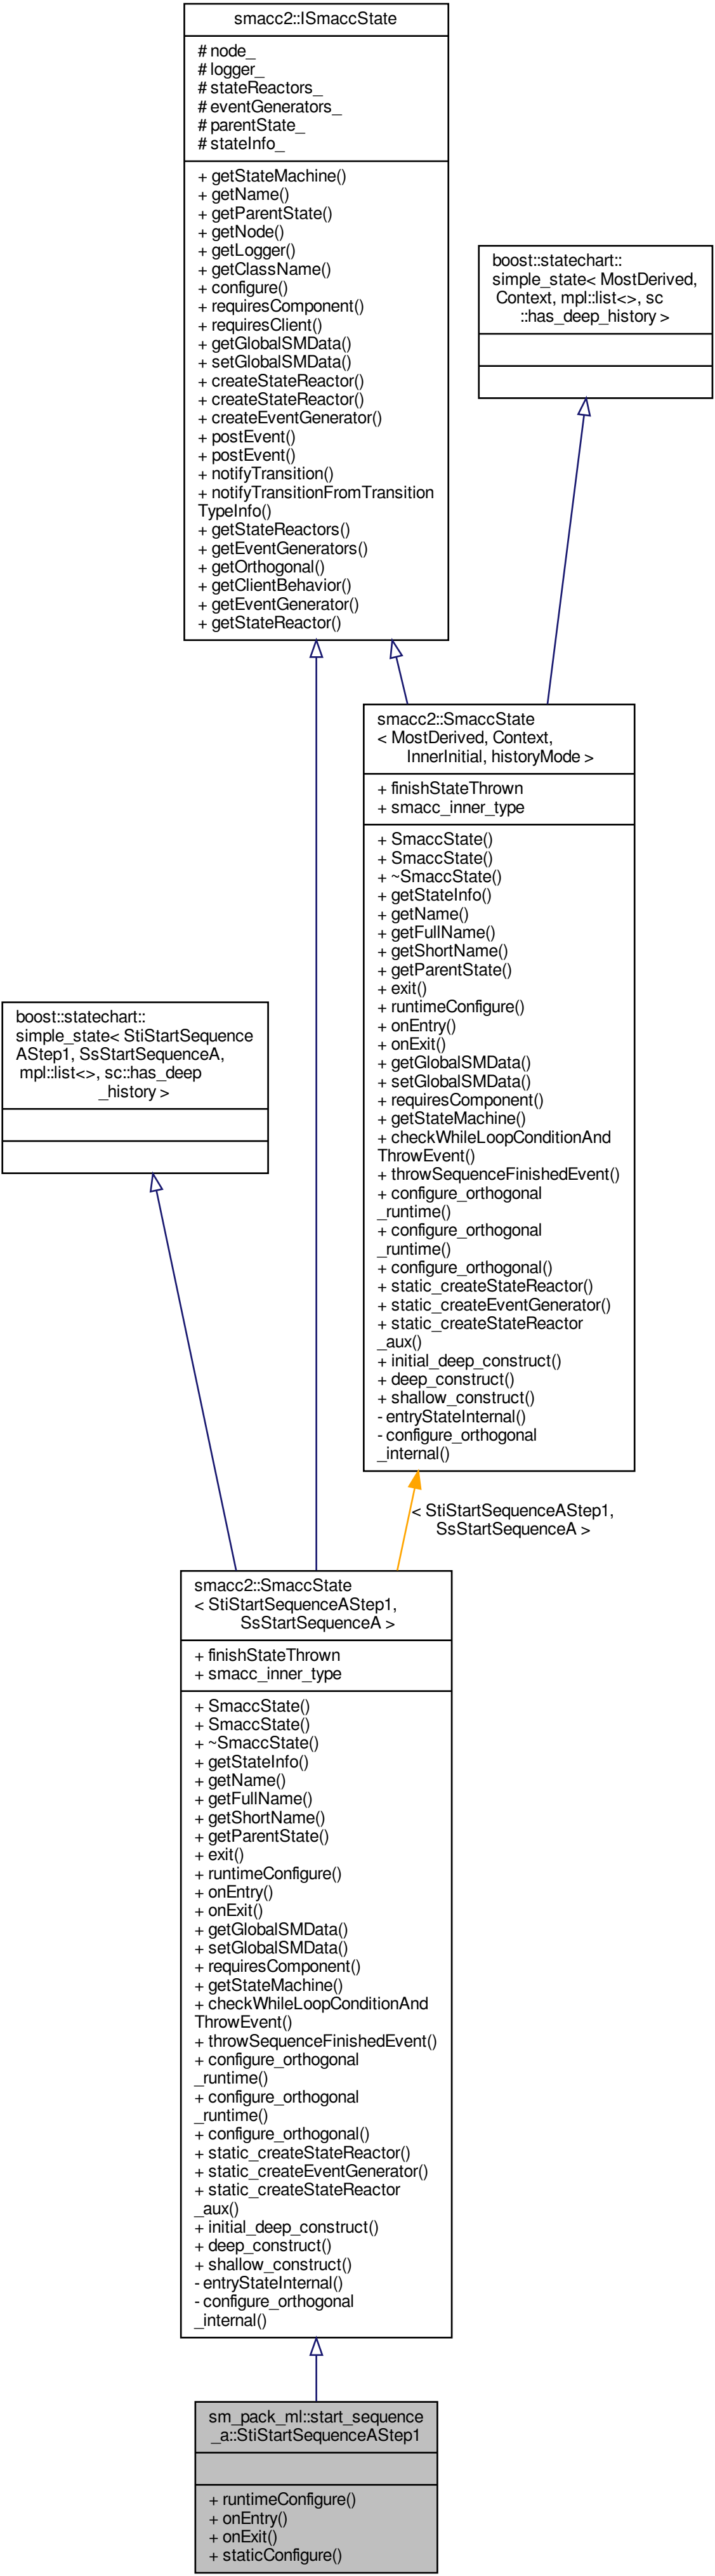 smacc2::ISmaccState
# node_
# logger_
# stateReactors_
# eventGenerators_
# parentState_
# stateInfo_
+ getStateMachine()
+ getName()
+ getParentState()
+ getNode()
+ getLogger()
+ getClassName()
+ configure()
+ requiresComponent()
+ requiresClient()
+ getGlobalSMData()
+ setGlobalSMData()
+ createStateReactor()
+ createStateReactor()
+ createEventGenerator()
+ postEvent()
+ postEvent()
+ notifyTransition()
+ notifyTransitionFromTransition
TypeInfo()
+ getStateReactors()
+ getEventGenerators()
+ getOrthogonal()
+ getClientBehavior()
+ getEventGenerator()
+ getStateReactor()
boost::statechart::
simple_state< MostDerived,
Context, mpl::list<>, sc
::has_deep_history >
smacc2::SmaccState
< MostDerived, Context,
InnerInitial, historyMode >
+ finishStateThrown
+ smacc_inner_type
+ SmaccState()
+ SmaccState()
+ ~SmaccState()
+ getStateInfo()
+ getName()
+ getFullName()
+ getShortName()
+ getParentState()
+ exit()
+ runtimeConfigure()
+ onEntry()
+ onExit()
+ getGlobalSMData()
+ setGlobalSMData()
+ requiresComponent()
+ getStateMachine()
+ checkWhileLoopConditionAnd
ThrowEvent()
+ throwSequenceFinishedEvent()
+ configure_orthogonal
_runtime()
+ configure_orthogonal
_runtime()
+ configure_orthogonal()
+ static_createStateReactor()
+ static_createEventGenerator()
+ static_createStateReactor
_aux()
+ initial_deep_construct()
+ deep_construct()
+ shallow_construct()
- entryStateInternal()
- configure_orthogonal
_internal()
boost::statechart::
simple_state< StiStartSequence
AStep1, SsStartSequenceA,
mpl::list<>, sc::has_deep
_history >
< StiStartSequenceAStep1,
SsStartSequenceA >
smacc2::SmaccState
< StiStartSequenceAStep1,
SsStartSequenceA >
+ finishStateThrown
+ smacc_inner_type
+ SmaccState()
+ SmaccState()
+ ~SmaccState()
+ getStateInfo()
+ getName()
+ getFullName()
+ getShortName()
+ getParentState()
+ exit()
+ runtimeConfigure()
+ onEntry()
+ onExit()
+ getGlobalSMData()
+ setGlobalSMData()
+ requiresComponent()
+ getStateMachine()
+ checkWhileLoopConditionAnd
ThrowEvent()
+ throwSequenceFinishedEvent()
+ configure_orthogonal
_runtime()
+ configure_orthogonal
_runtime()
+ configure_orthogonal()
+ static_createStateReactor()
+ static_createEventGenerator()
+ static_createStateReactor
_aux()
+ initial_deep_construct()
+ deep_construct()
+ shallow_construct()
- entryStateInternal()
- configure_orthogonal
_internal()
sm_pack_ml::start_sequence
_a::StiStartSequenceAStep1
+ runtimeConfigure()
+ onEntry()
+ onExit()
+ staticConfigure()